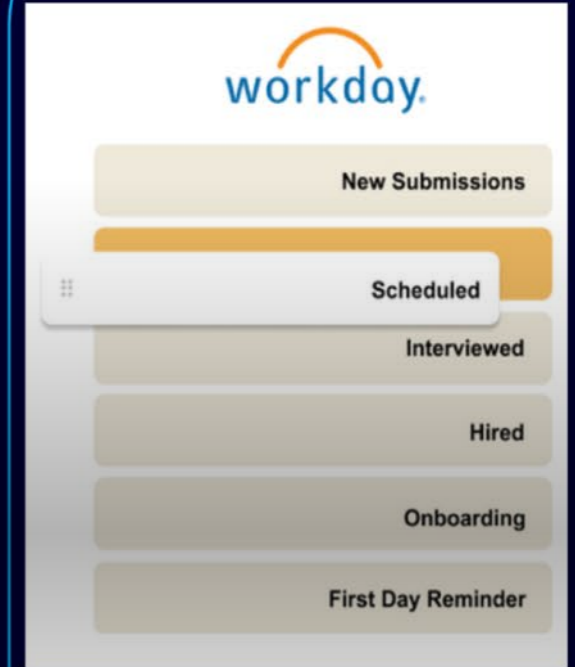 workday.
New Submissions
Scheduled
Interviewed
Hired
Onboarding
First Day Reminder